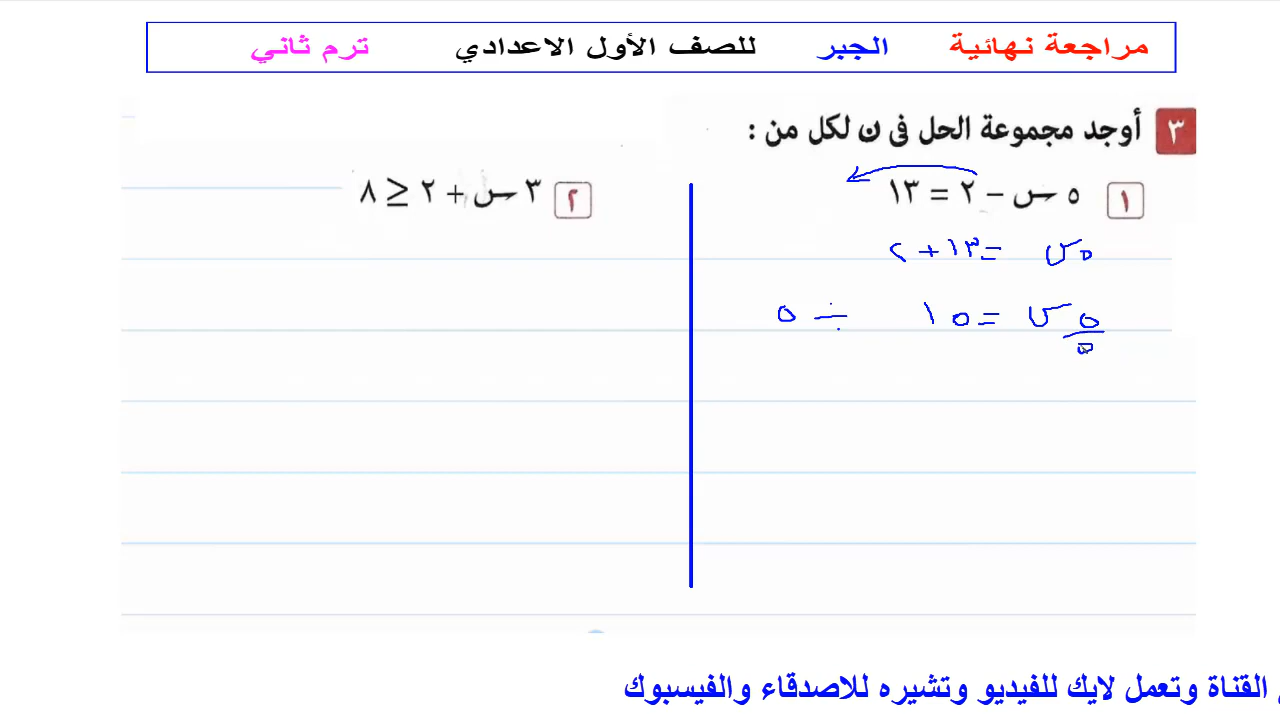 مراجعة نهائية الجبر للصف الأول الاعدادي ترم ثاني
٣ أوجد مجموعة الحل فى ن لكل من :
١ ٥ س − ٢ = ١٣
٥س = ١٣ + ٢
٥س = ١٥ ÷ ٥
٥
٢ ٣ س + ٢ ≥ ٨
القناة وتعمل لايك للفيديو وتشيره للاصدقاء والفيسبوك